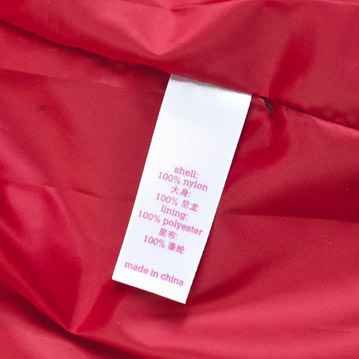 shell:
100% nylon
大身:
100% 尼龙
lining:
100% polyester
里布:
100% 涤纶
made in china